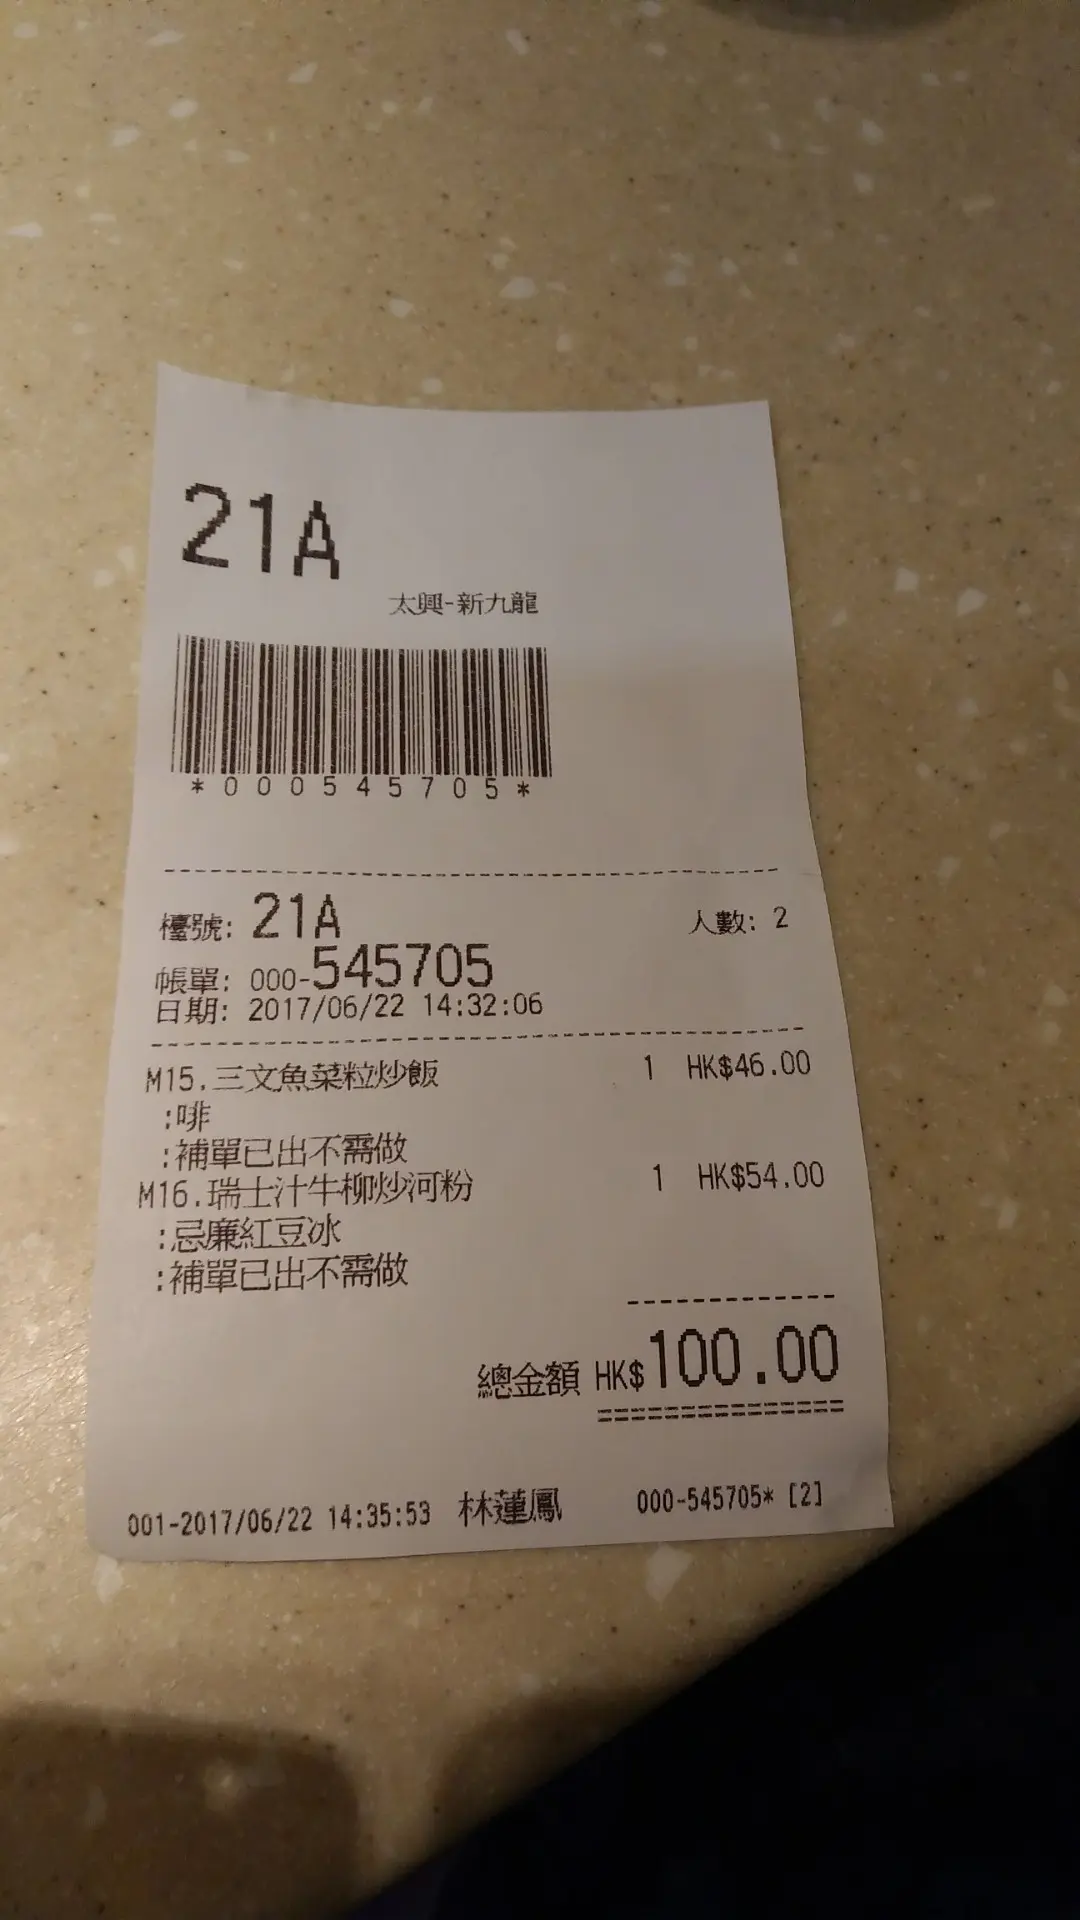 21A
太興-新九龍
*000545705*
檯號: 21A 人數: 2
帳單: 000-545705
日期: 2017/06/22 14:32:06
M15.三文魚菜粒炒飯 1 HK$46.00
:啡
:補單已出不需做
M16.瑞士汁牛柳炒河粉 1 HK$54.00
:忌廉紅豆冰
:補單已出不需做
總金額 HK$100.00
001-2017/06/22 14:35:53 林蓮鳳 000-545705* [2]